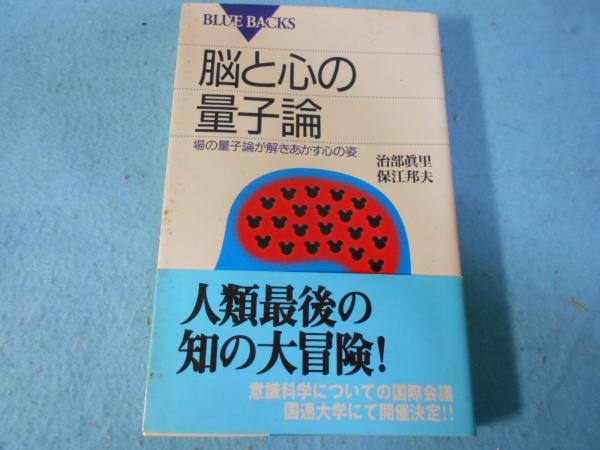 BLUE BACKS
脳と心の
量子論
場の量子論が解きあかす心の姿
治部眞里
保江邦夫
人類最後の
知の大冒険!
意識科学についての国際会議
国連大学にて開催決定!!